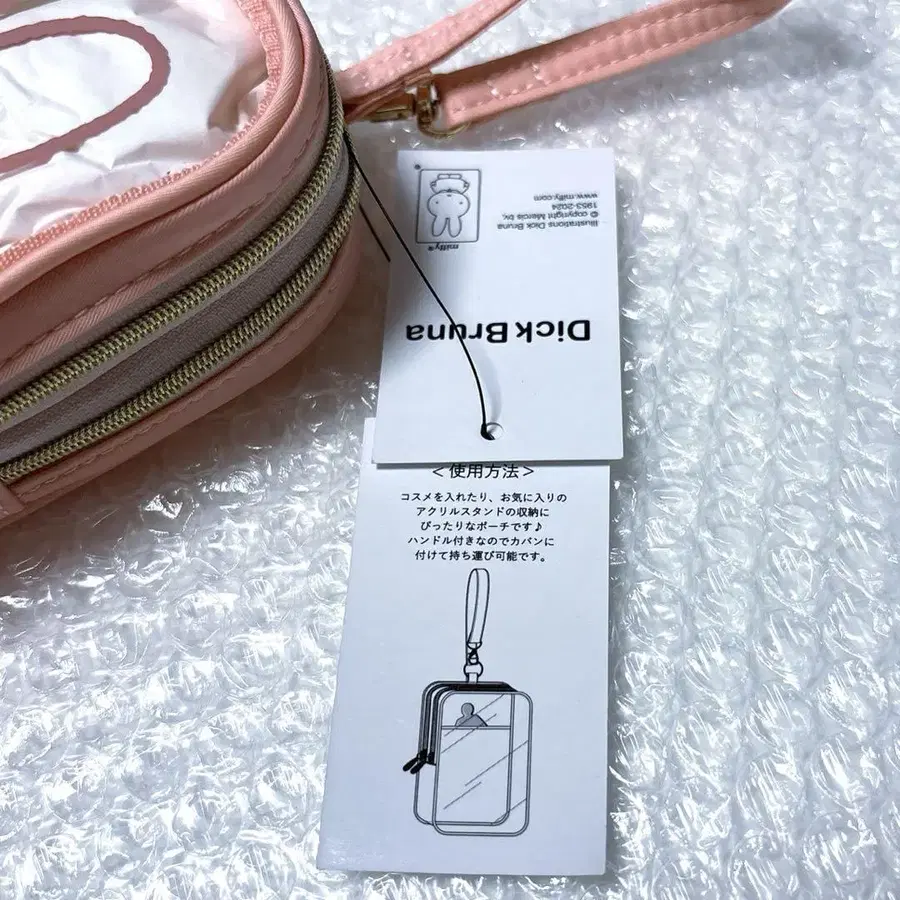 miffy®
®
Illustrations Dick Bruna
© copyright Mercis bv,
1953-2024
www.miffy.com
Dick Bruna
<使用方法>
コスメを入れたり、お気に入りの
アクリルスタンドの収納に
ぴったりなポーチです♪
ハンドル付きなのでカバンに
付けて持ち運び可能です。